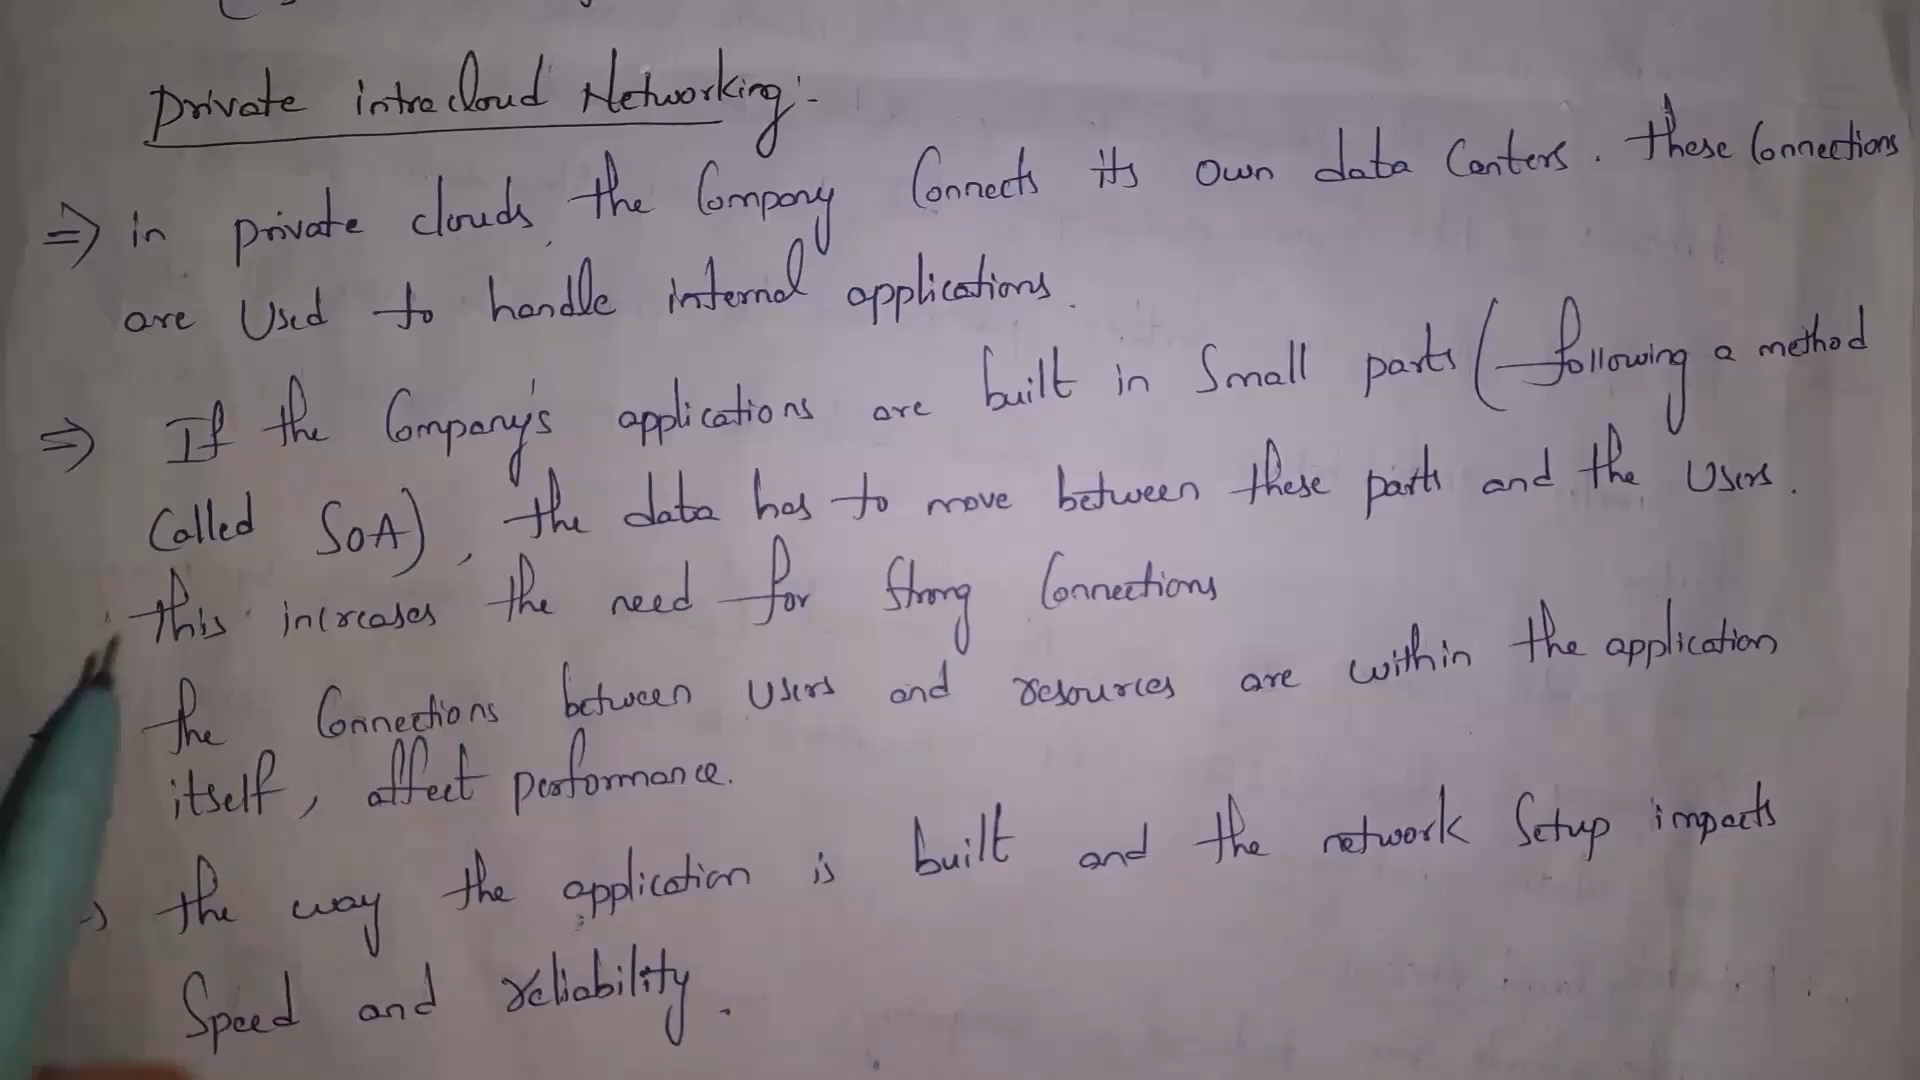 Private intracloud Networking:-
⇒ in private clouds, the Company Connects its own data Centers. These Connections
are Used to handle internal applications.
⇒ If the Company's applications are built in Small parts (following a method
Called SOA), the data has to move between these parts and the Users.
This increases the need for Strong Connections
the Connections between Users and resources are within the application
itself, affect performance.
→ the way the application is built and the network Setup impacts
Speed and reliability.